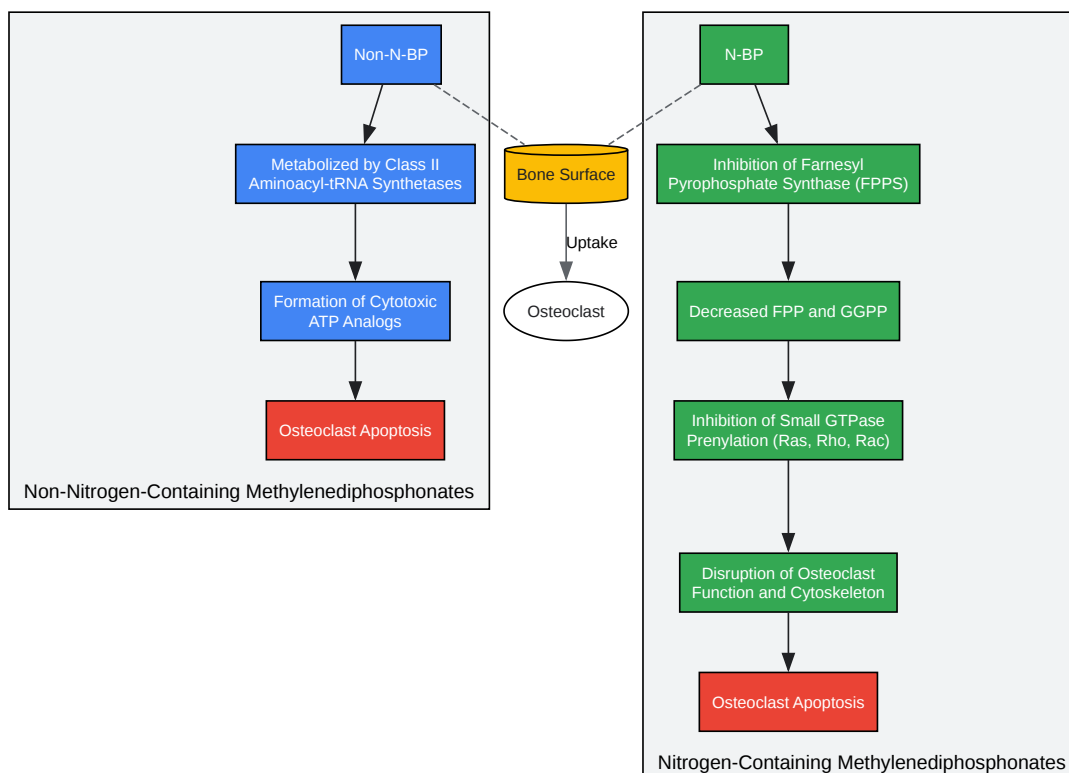 Non-N-BP
Metabolized by Class II
Aminoacyl-tRNA Synthetases
Formation of Cytotoxic
ATP Analogs
Osteoclast Apoptosis
Non-Nitrogen-Containing Methylenediphosphonates
Bone Surface
Uptake
Osteoclast
N-BP
Inhibition of Farnesyl
Pyrophosphate Synthase (FPPS)
Decreased FPP and GGPP
Inhibition of Small GTPase
Prenylation (Ras, Rho, Rac)
Disruption of Osteoclast
Function and Cytoskeleton
Osteoclast Apoptosis
Nitrogen-Containing Methylenediphosphonates